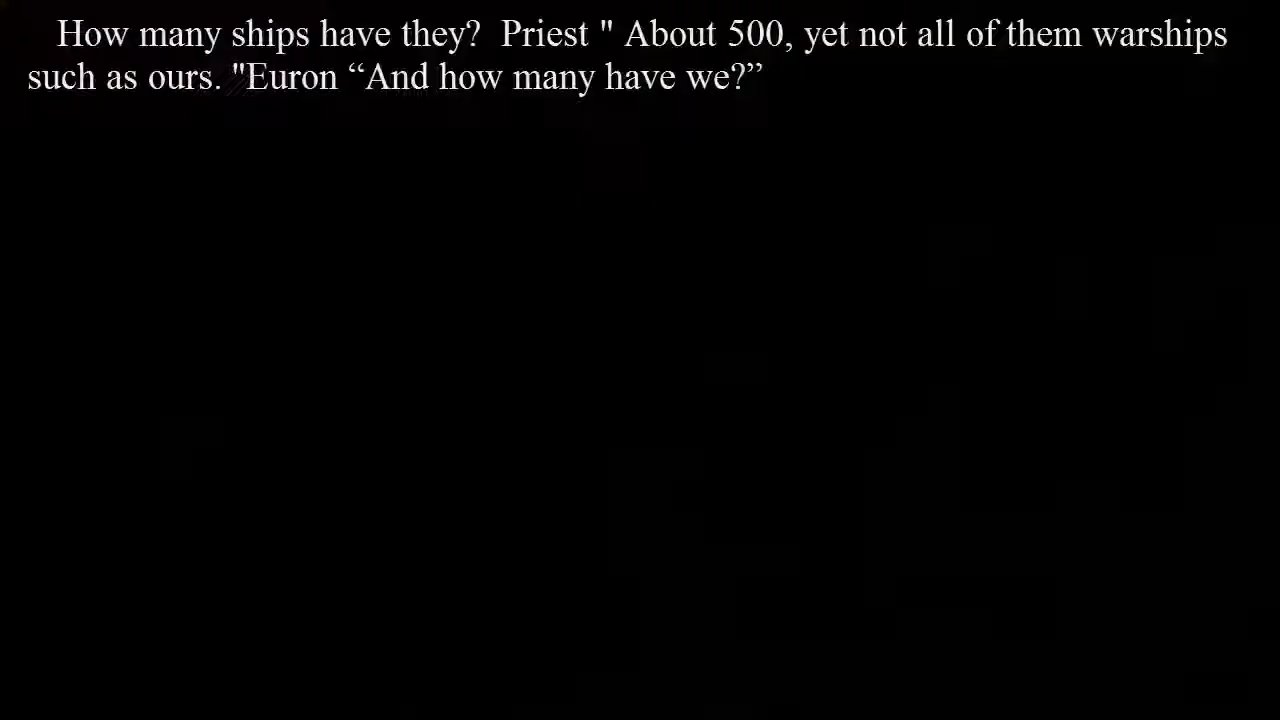 How many ships have they?  Priest " About 500, yet not all of them warships
such as ours. "Euron “And how many have we?”